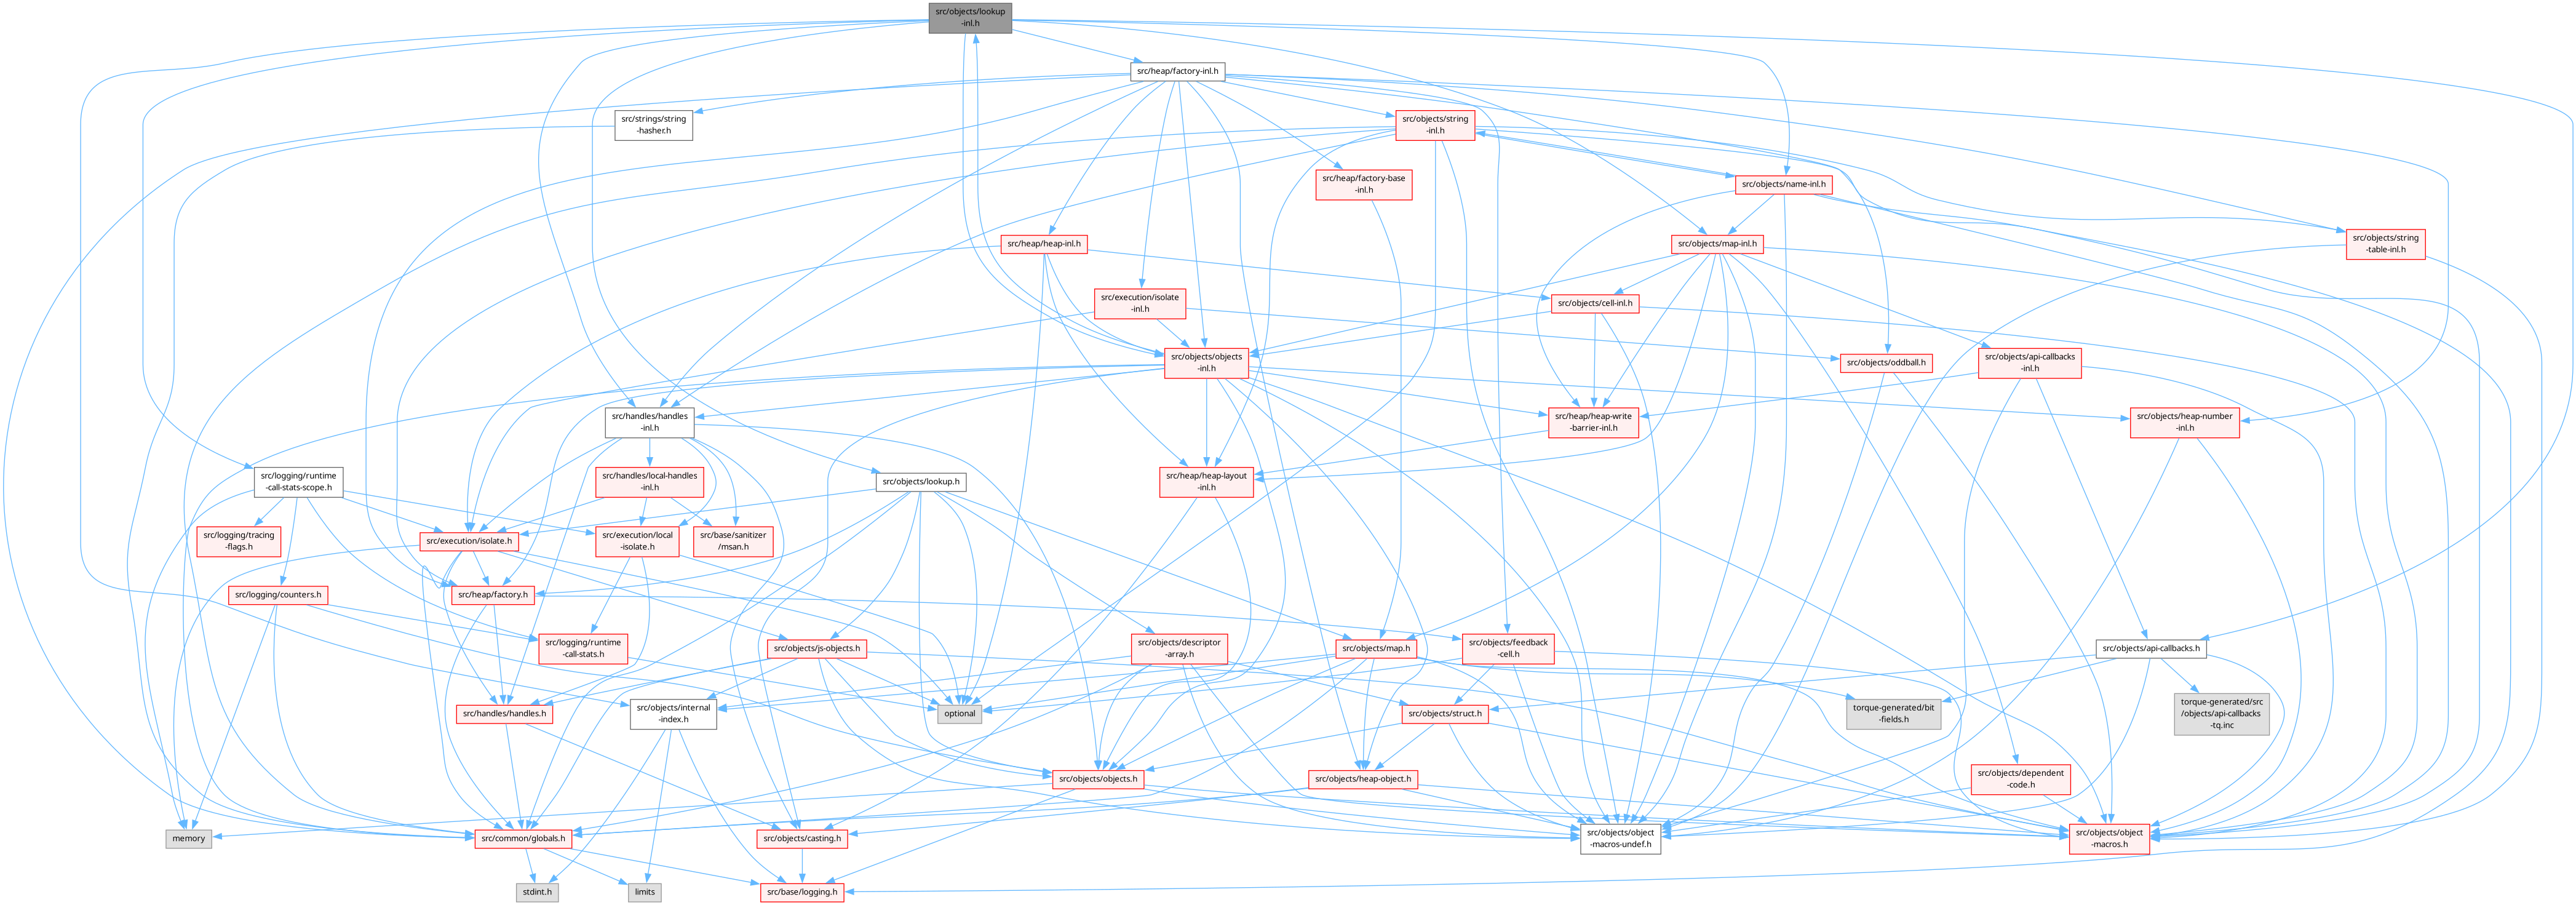 src/objects/lookup
-inl.h
src/heap/factory-inl.h
src/strings/string
-hasher.h
src/objects/string
-inl.h
src/heap/factory-base
-inl.h
src/objects/name-inl.h
src/heap/heap-inl.h
src/objects/map-inl.h
src/objects/string
-table-inl.h
src/execution/isolate
-inl.h
src/objects/cell-inl.h
src/objects/objects
-inl.h
src/objects/oddball.h
src/objects/api-callbacks
-inl.h
src/handles/handles
-inl.h
src/heap/heap-write
-barrier-inl.h
src/objects/heap-number
-inl.h
src/logging/runtime
-call-stats-scope.h
src/handles/local-handles
-inl.h
src/objects/lookup.h
src/heap/heap-layout
-inl.h
src/logging/tracing
-flags.h
src/execution/isolate.h
src/execution/local
-isolate.h
src/base/sanitizer
/msan.h
src/logging/counters.h
src/heap/factory.h
src/logging/runtime
-call-stats.h
src/objects/js-objects.h
src/objects/descriptor
-array.h
src/objects/map.h
src/objects/feedback
-cell.h
src/objects/api-callbacks.h
src/handles/handles.h
src/objects/internal
-index.h
optional
src/objects/struct.h
torque-generated/bit
-fields.h
torque-generated/src
/objects/api-callbacks
-tq.inc
src/objects/objects.h
src/objects/heap-object.h
src/objects/dependent
-code.h
memory
src/common/globals.h
src/objects/casting.h
src/objects/object
-macros-undef.h
src/objects/object
-macros.h
stdint.h
limits
src/base/logging.h